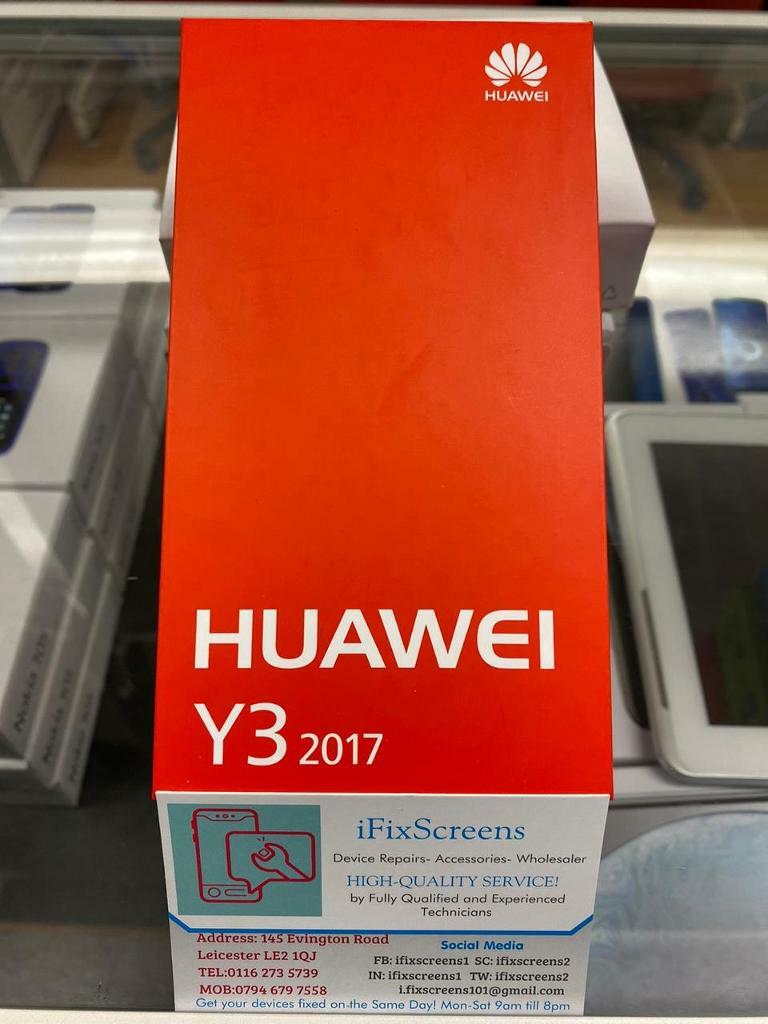 HUAWEI
HUAWEI
Y3 2017
iFixScreens
Device Repairs- Accessories- Wholesaler
HIGH-QUALITY SERVICE!
by Fully Qualified and Experienced
Technicians
Address: 145 Evington Road
Leicester LE2 1QJ
TEL:0116 273 5739
MOB:0794 679 7558
Social Media
FB: ifixscreens1 SC: ifixscreens2
IN: ifixscreens1 TW: ifixscreens2
i.fixscreens101@gmail.com
Get your devices fixed on the Same Day! Mon-Sat 9am till 8pm
Nokia
Nokia
Nokia